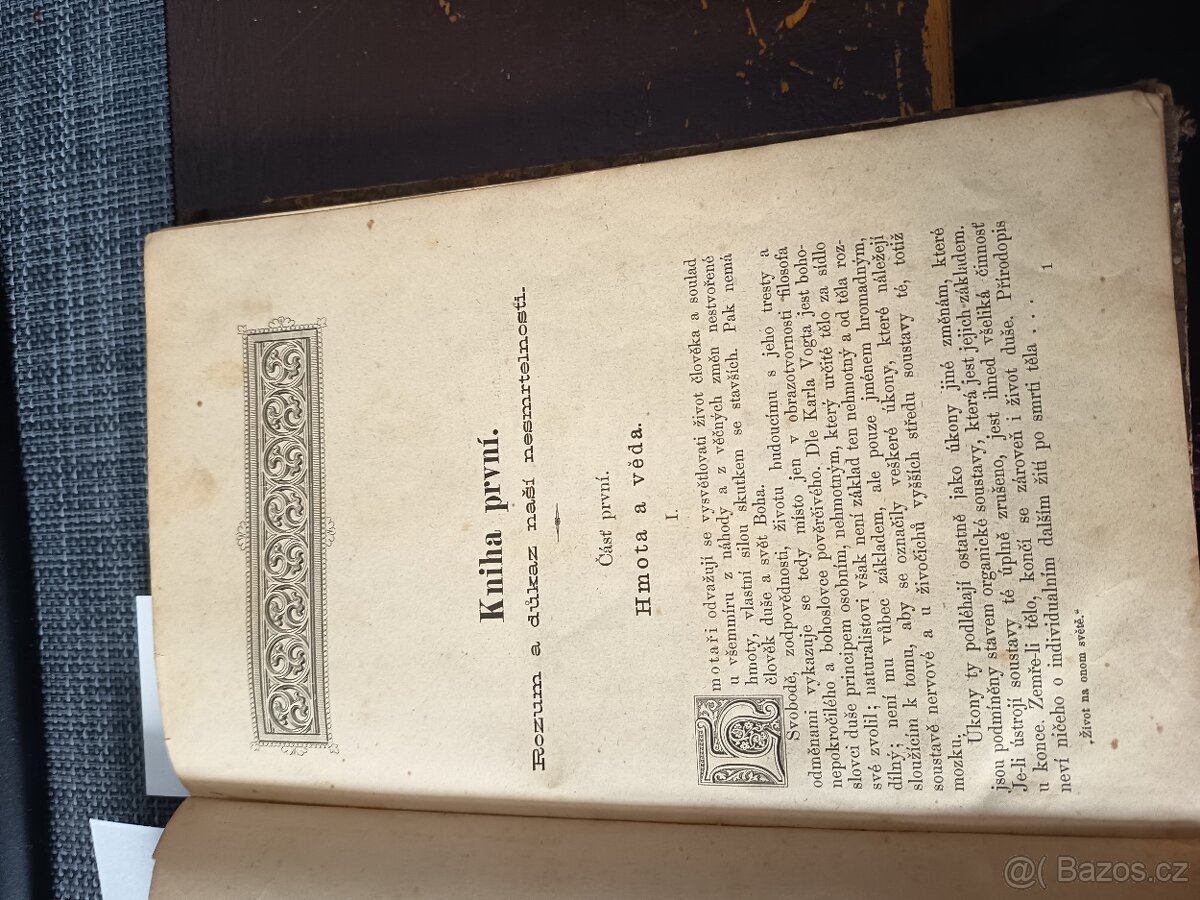 Kniha první.
Rozum a důkaz naší nesmrtelnosti.
Část první.
Hmota a věda.
I.
Hmotaři odvažují se vysvětlovati život člověka a soulad
u všemmíru z náhody a z věčných změn nestvořené
hmoty, vlastní silou skutkem se stavších. Pak nemá
člověk duše a svět Boha.
Svobodě, zodpovědnosti, životu budoucímu s jeho tresty a
odměnami vykazuje se tedy místo jen v obrazotvornosti filosofa
nepokročilého a bohoslovce pověrčivého. Dle Karla Vogta jest boho-
slovci duše principem osobním, nehmotným, který určité tělo za sídlo
své zvolil; naturalistovi však není základ ten nehmotný a od těla roz-
dílný; není mu vůbec základem, ale pouze jménem hromadným,
sloužícím k tomu, aby se označily veškeré úkony, které náležejí
soustavě nervové a u živočichů vyšších středu soustavy té, totiž
mozku.
Úkony ty podléhají ostatně jako úkony jiné změnám, které
jsou podmíněny stavem organické soustavy, která jest jejich základem.
Je-li ústrojí soustavy té úplně zrušeno, jest ihned všeliká činnosť
u konce. Zemře-li tělo, končí se zároveň i život duše. Přírodopis
neví ničeho o individualním dalším žití po smrti těla . . .
„Život na onom světě.“
1
@( Bazos.cz